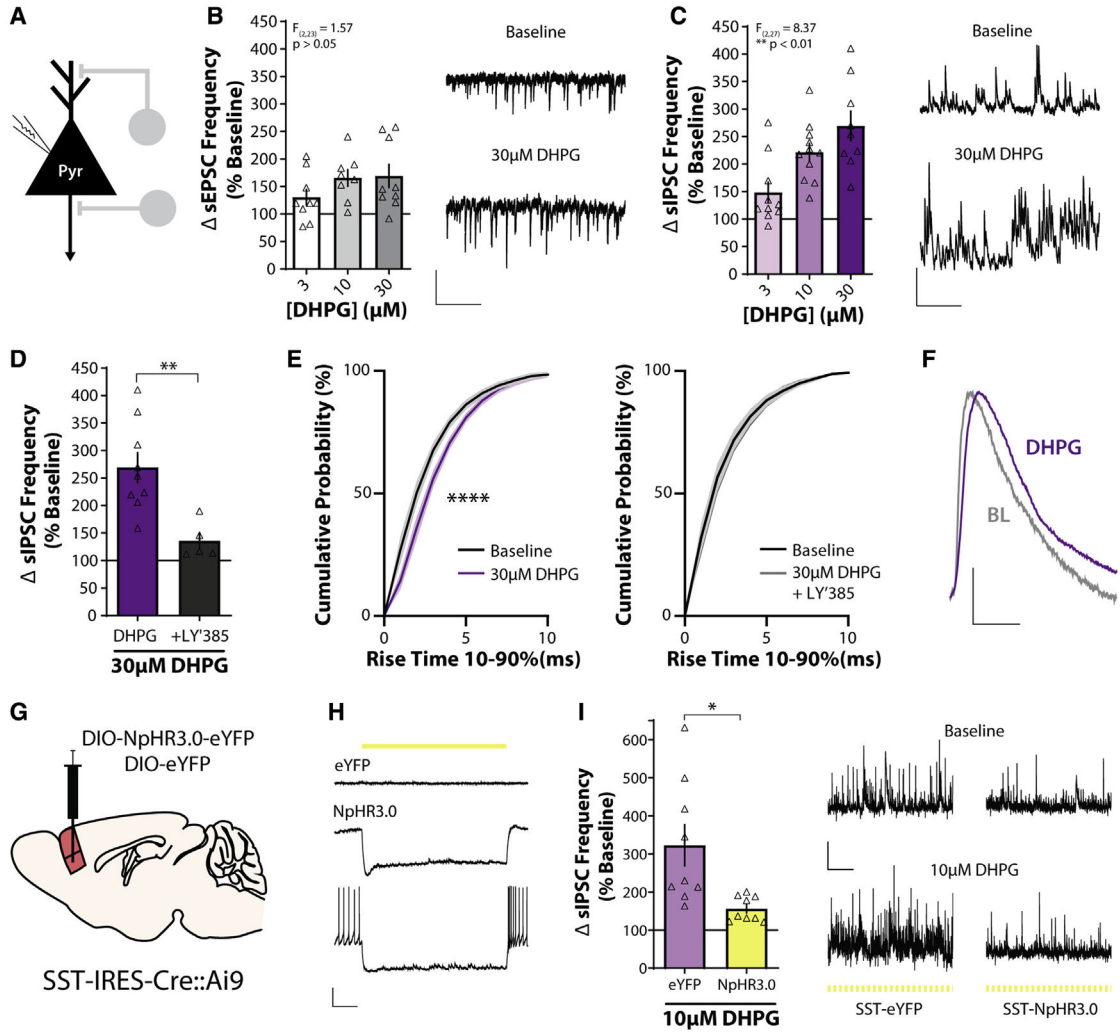 A
Pyr
B
Δ sEPSC Frequency
(% Baseline)
450
400
350
300
250
200
150
100
50
0
F(2,23) = 1.57
p > 0.05
3
10
30
[DHPG] (μM)
Baseline
30μM DHPG
C
Δ sIPSC Frequency
(% Baseline)
450
400
350
300
250
200
150
100
50
0
F(2,27) = 8.37
** p < 0.01
3
10
30
[DHPG] (μM)
Baseline
30μM DHPG
D
Δ sIPSC Frequency
(% Baseline)
450
400
350
300
250
200
150
100
50
0
**
DHPG
+LY'385
30μM DHPG
E
Cumulative Probability (%)
100
50
0
****
Baseline
30μM DHPG
0
5
10
Rise Time 10-90%(ms)
Cumulative Probability (%)
100
50
0
Baseline
30μM DHPG
+ LY'385
0
5
10
Rise Time 10-90%(ms)
F
DHPG
BL
G
DIO-NpHR3.0-eYFP
DIO-eYFP
SST-IRES-Cre::Ai9
H
eYFP
NpHR3.0
I
Δ sIPSC Frequency
(% Baseline)
600
500
400
300
200
100
0
*
eYFP
NpHR3.0
10μM DHPG
Baseline
10μM DHPG
SST-eYFP
SST-NpHR3.0